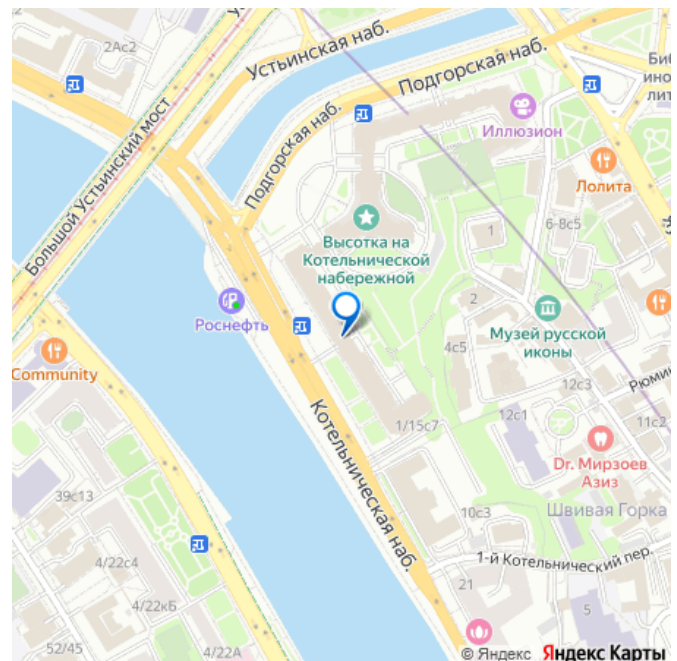 2Ас2
Устьинская наб.
Подгорская наб.
Большой Устьинский мост
Подгорская наб.
Иллюзион
Лолита
Высотка на
Котельнической
набережной
1
6-8с5
2
Роснефть
Музей русской
иконы
4с5
Community
12с3
12с1
11с2
1/15с7
Котельническая наб.
Dr. Мирзоев
Азиз
39с13
10с3
Швивая Горка
1-й Котельнический пер.
4/22с4
21
4/22к6
5
52/45
4/22А
© Яндекс Яндекс Карты